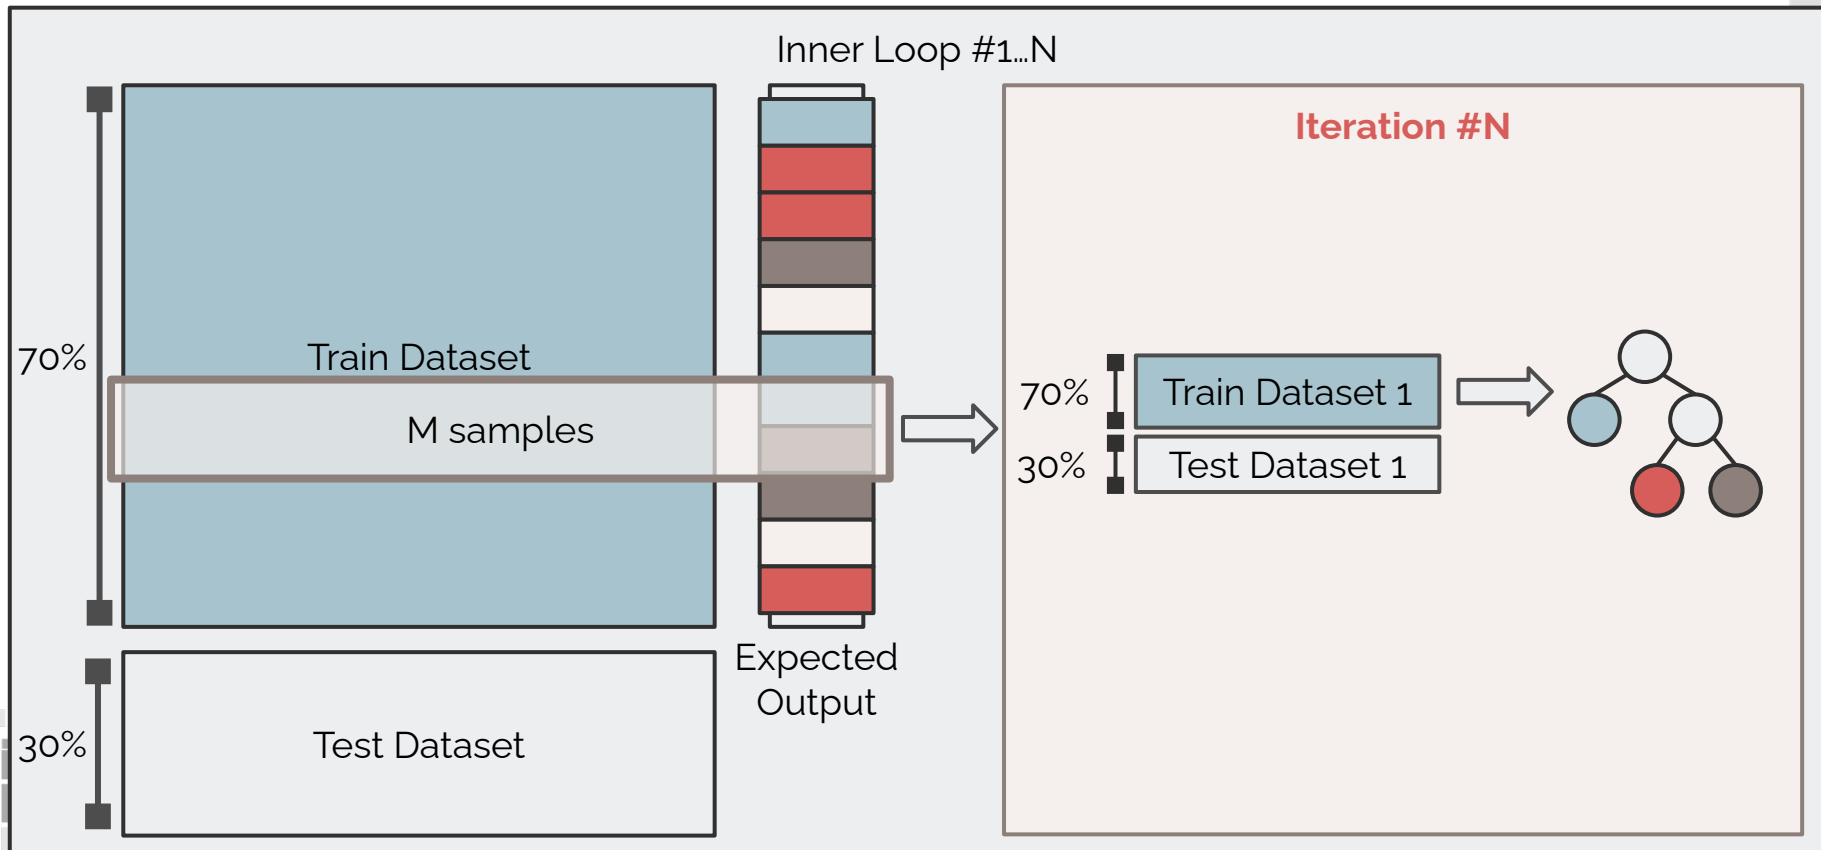 Inner Loop #1...N
Iteration #N
70%
Train Dataset
M samples
70%
Train Dataset 1
30%
Test Dataset 1
Expected
Output
30%
Test Dataset